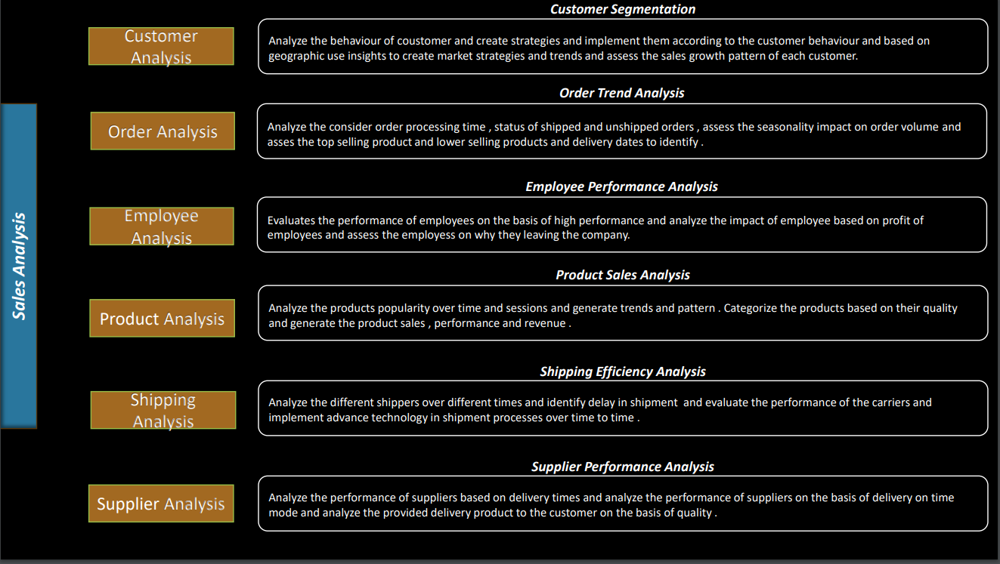 Sales Analysis
Customer Segmentation
Customer
Analysis
Analyze the behaviour of coustomer and create strategies and implement them according to the customer behaviour and based on
geographic use insights to create market strategies and trends and assess the sales growth pattern of each customer.
Order Trend Analysis
Order Analysis
Analyze the consider order processing time , status of shipped and unshipped orders , assess the seasonality impact on order volume and
asses the top selling product and lower selling products and delivery dates to identify .
Employee Performance Analysis
Employee
Analysis
Evaluates the performance of employees on the basis of high performance and analyze the impact of employee based on profit of
employees and assess the employess on why they leaving the company.
Product Sales Analysis
Product Analysis
Analyze the products popularity over time and sessions and generate trends and pattern . Categorize the products based on their quality
and generate the product sales , performance and revenue .
Shipping Efficiency Analysis
Shipping
Analysis
Analyze the different shippers over different times and identify delay in shipment  and evaluate the performance of the carriers and
implement advance technology in shipment processes over time to time .
Supplier Performance Analysis
Supplier Analysis
Analyze the performance of suppliers based on delivery times and analyze the performance of suppliers on the basis of delivery on time
mode and analyze the provided delivery product to the customer on the basis of quality .